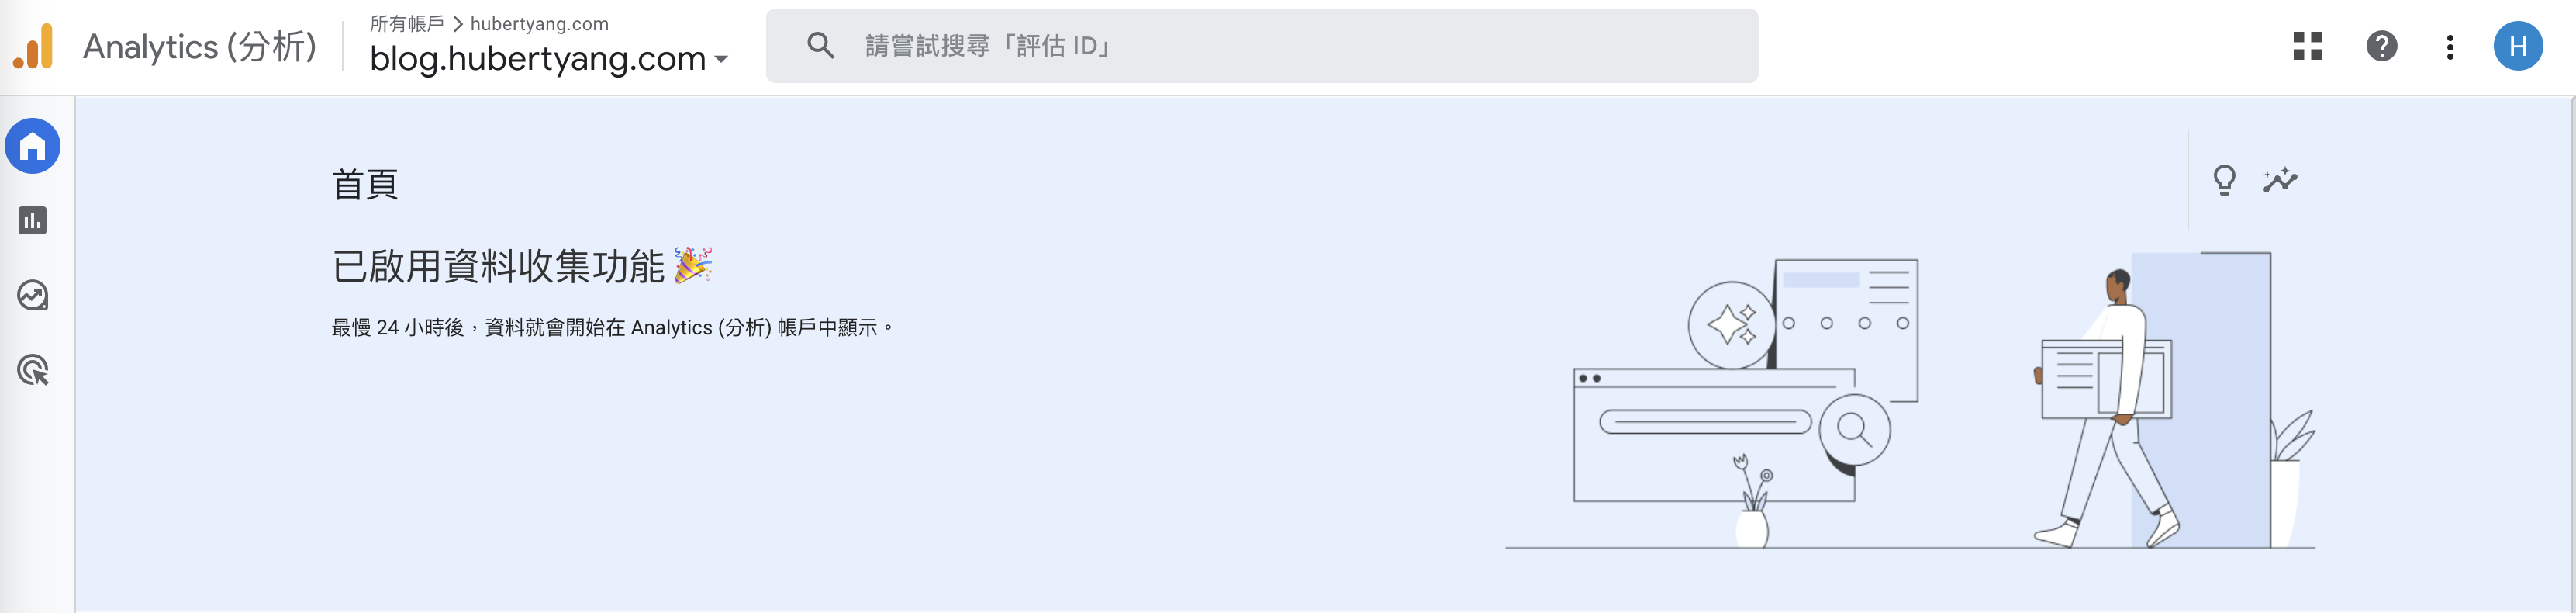 Analytics (分析)
所有帳戶 > hubertyang.com
blog.hubertyang.com
請嘗試搜尋「評估 ID」
H
首頁
已啟用資料收集功能 🎉
最慢 24 小時後，資料就會開始在 Analytics (分析) 帳戶中顯示。